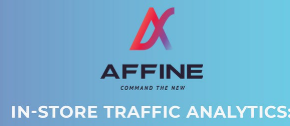 AFFINE
COMMAND THE NEW
IN-STORE TRAFFIC ANALYTICS: